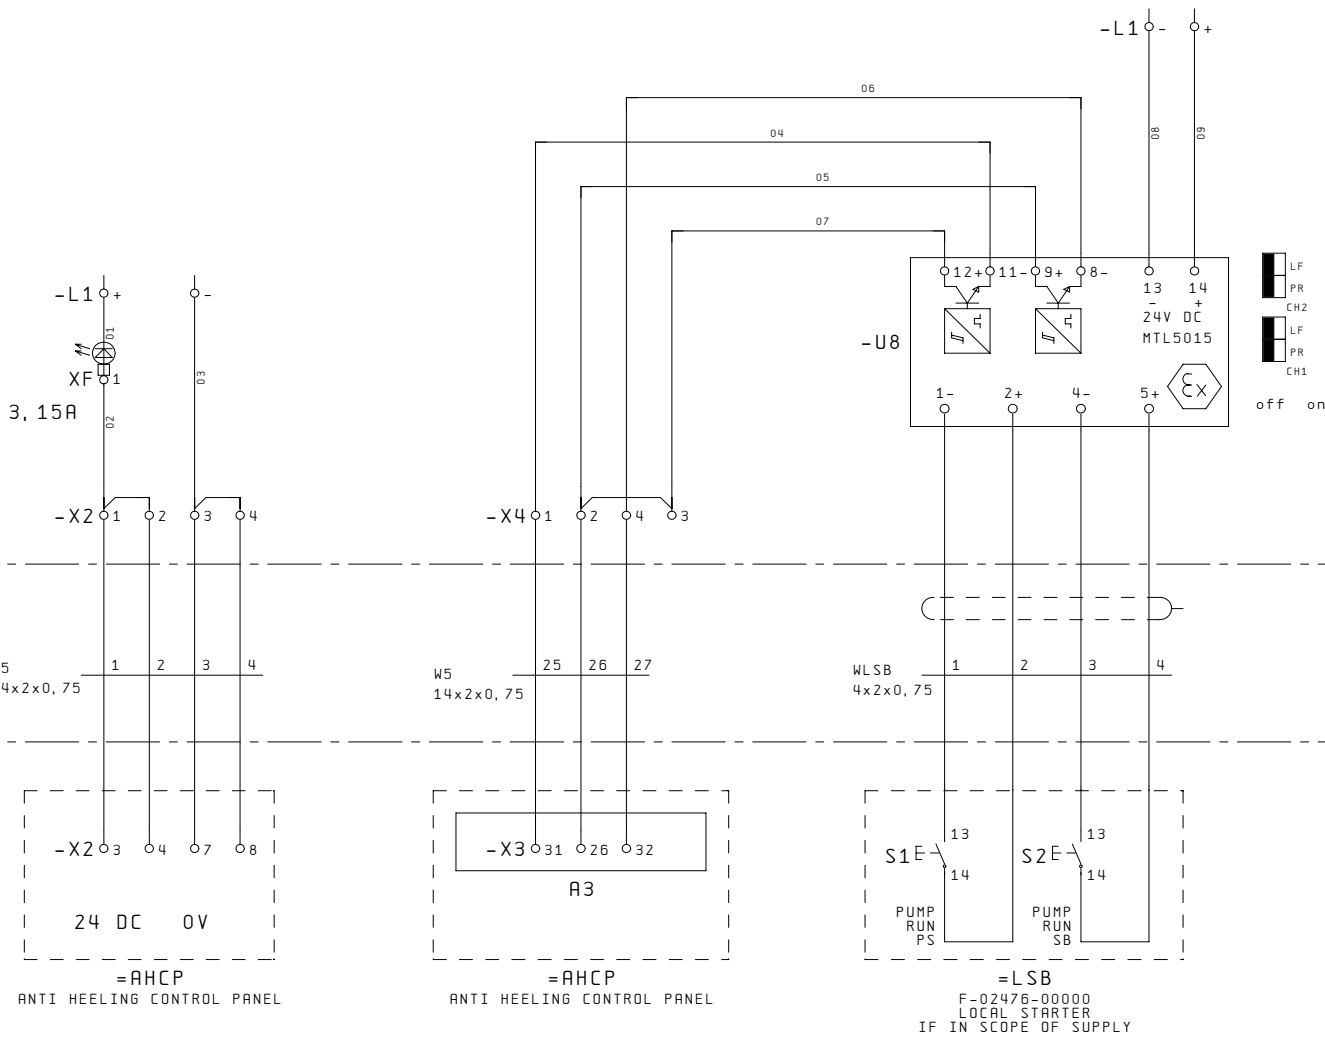 -L1 - +
06
04
08
09
05
07
12+ 11- 9+ 8- 13 14
- +
24V DC
MTL5015
-U8
Ex
1- 2+ 4- 5+
LF
PR
CH2
LF
PR
CH1
off on
-L1 + -
01
XF 1
03
3,15A
02
-X2 1 2 3 4
-X4 1 2 4 3
5
4x2x0,75
1 2 3 4
W5
14x2x0,75
25 26 27
WLSB
4x2x0,75
1 2 3 4
-X2 3 4 7 8
24 DC 0V
=AHCP
ANTI HEELING CONTROL PANEL
-X3 31 26 32
A3
=AHCP
ANTI HEELING CONTROL PANEL
13
S1
14
13
S2
14
PUMP
RUN
PS
PUMP
RUN
SB
=LSB
F-02476-00000
LOCAL STARTER
IF IN SCOPE OF SUPPLY